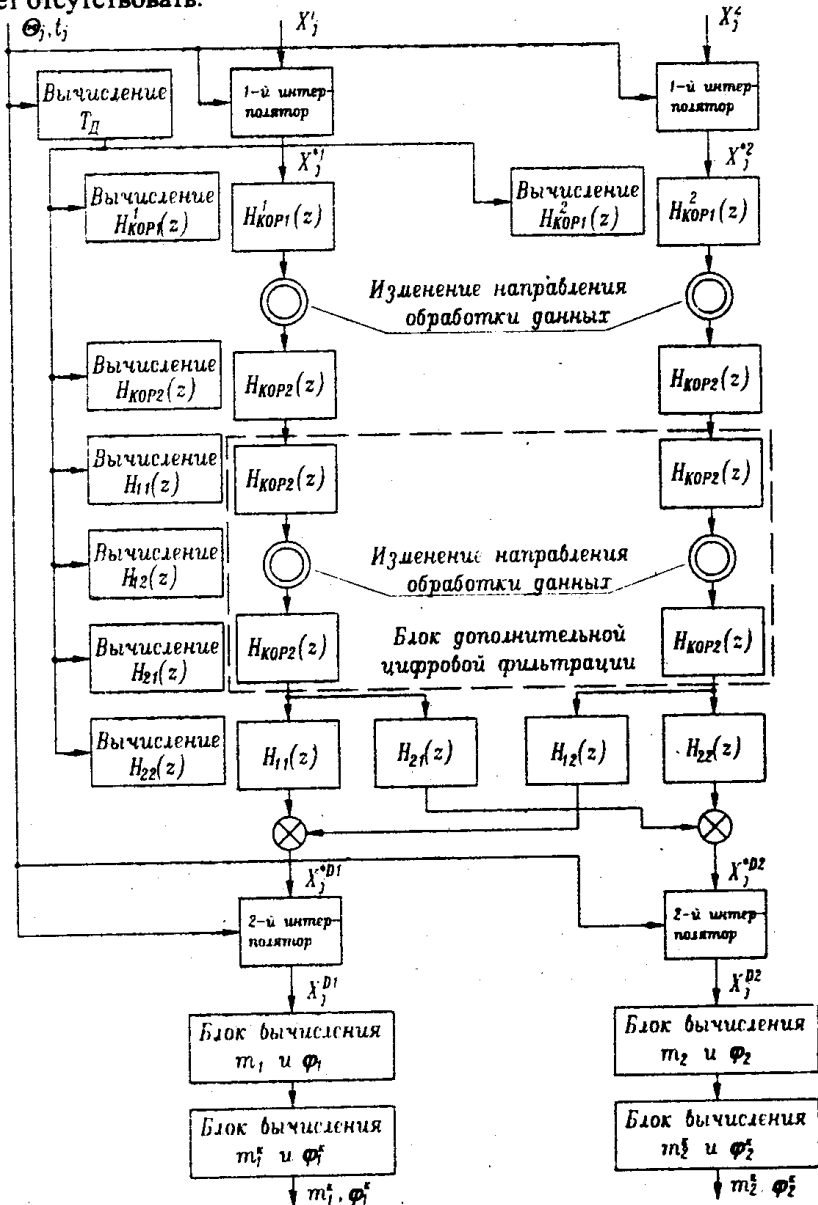 ет отсутствовать.
Θj, tj
X¹j
X²j
Вычисление
TД
1-й интер-
полятор
1-й интер-
полятор
X*¹j
X*²j
Вычисление
H¹КОР1(z)
H¹КОР1(z)
Вычисление
H²КОР1(z)
H²КОР1(z)
Изменение направления
обработки данных
Вычисление
HКОР2(z)
HКОР2(z)
HКОР2(z)
Вычисление
H11(z)
HКОР2(z)
HКОР2(z)
Вычисление
H12(z)
Изменение направления
обработки данных
Вычисление
H21(z)
HКОР2(z)
Блок дополнительной
цифровой фильтрации
HКОР2(z)
Вычисление
H22(z)
H11(z)
H21(z)
H12(z)
H22(z)
X*D1j
X*D2j
2-й интер-
полятор
2-й интер-
полятор
XD1j
XD2j
Блок вычисления
m1 и φ1
Блок вычисления
m2 и φ2
Блок вычисления
mк1 и φк1
Блок вычисления
mк2 и φк2
mк1, φк1
mк2 φк2